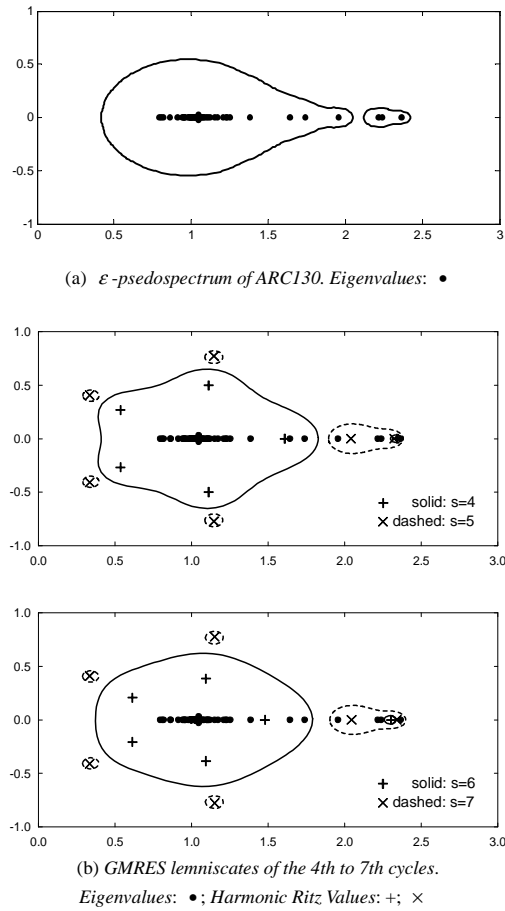 1
0.5
0
-0.5
-1
0 0.5 1 1.5 2 2.5 3
(a) ε -psedospectrum of ARC130. Eigenvalues: ●
1.0
0.5
0.0
-0.5
-1.0
+ solid: s=4
× dashed: s=5
0.0 0.5 1.0 1.5 2.0 2.5 3.0
1.0
0.5
0.0
-0.5
-1.0
+ solid: s=6
× dashed: s=7
0.0 0.5 1.0 1.5 2.0 2.5 3.0
(b) GMRES lemniscates of the 4th to 7th cycles.
Eigenvalues: ●; Harmonic Ritz Values: +; ×